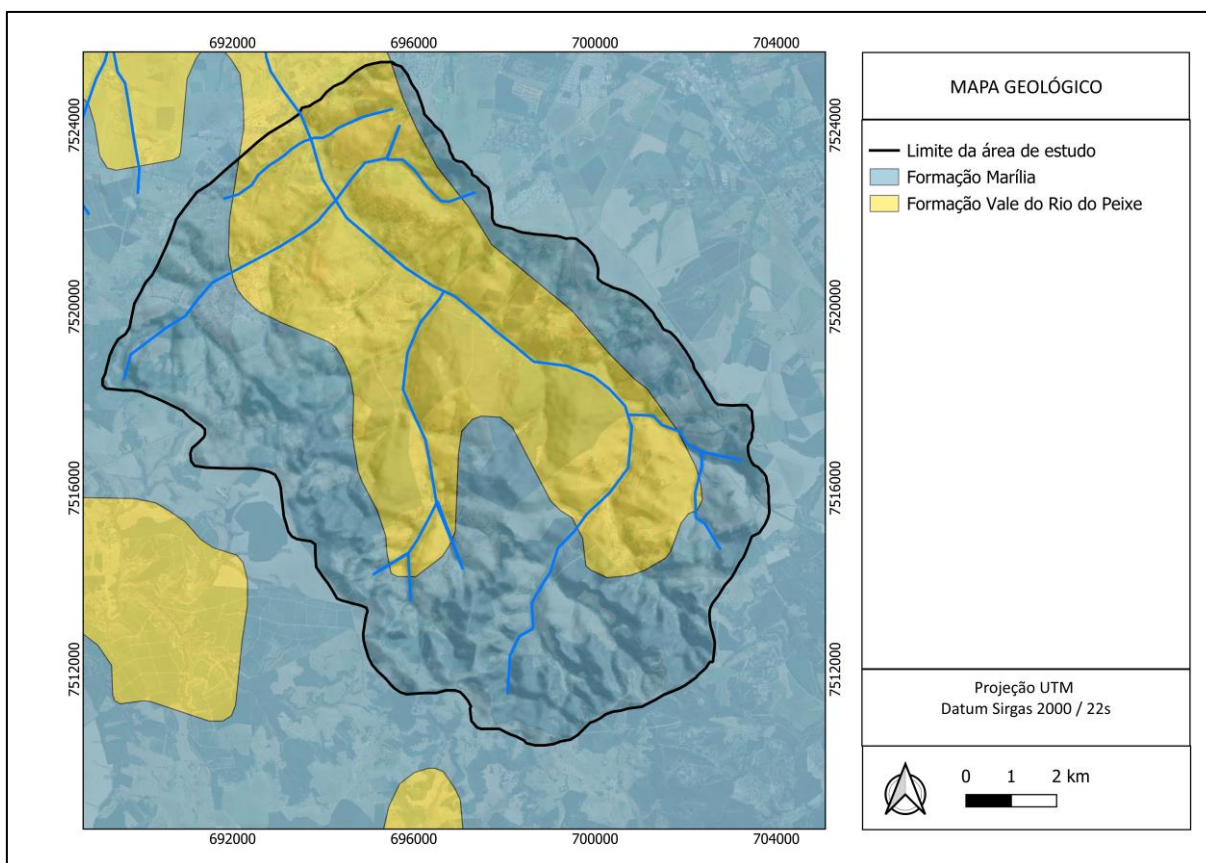 692000 696000 700000 704000
7524000 7524000
7520000 7520000
7516000 7516000
7512000 7512000
692000 696000 700000 704000
MAPA GEOLÓGICO
Limite da área de estudo
Formação Marília
Formação Vale do Rio do Peixe
Projeção UTM
Datum Sirgas 2000 / 22s
0 1 2 km